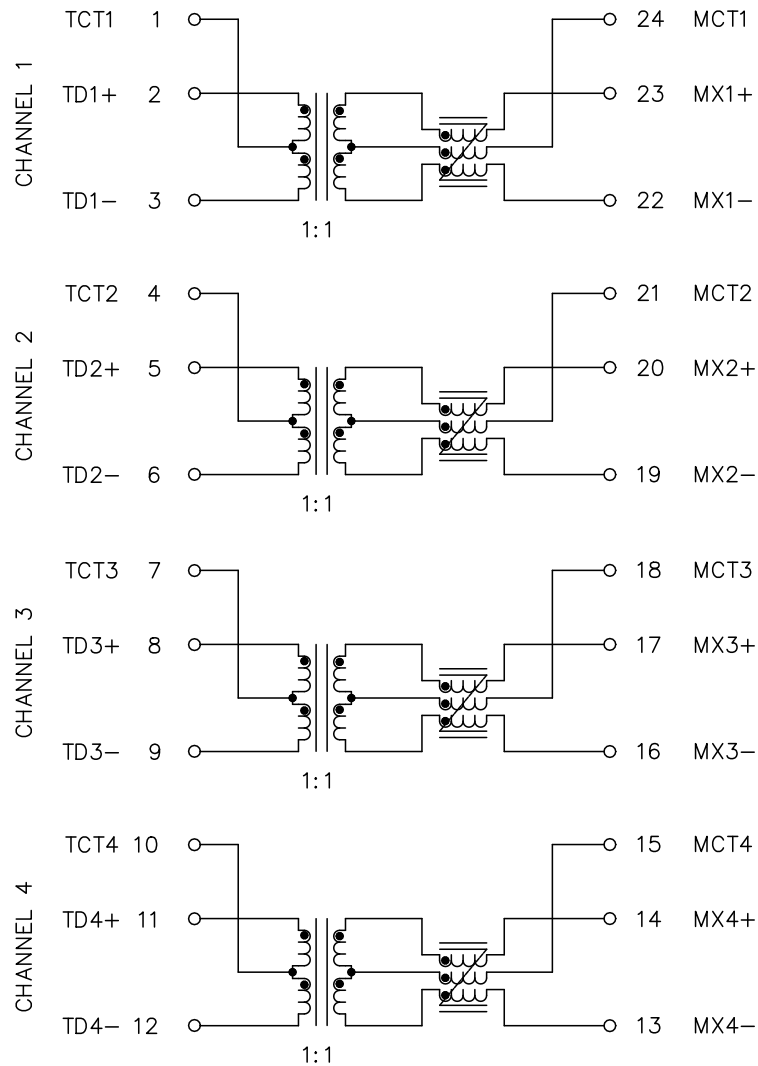 CHANNEL 1
TCT1 1 24 MCT1
TD1+ 2 23 MX1+
TD1− 3 22 MX1−
1:1
CHANNEL 2
TCT2 4 21 MCT2
TD2+ 5 20 MX2+
TD2− 6 19 MX2−
1:1
CHANNEL 3
TCT3 7 18 MCT3
TD3+ 8 17 MX3+
TD3− 9 16 MX3−
1:1
CHANNEL 4
TCT4 10 15 MCT4
TD4+ 11 14 MX4+
TD4− 12 13 MX4−
1:1